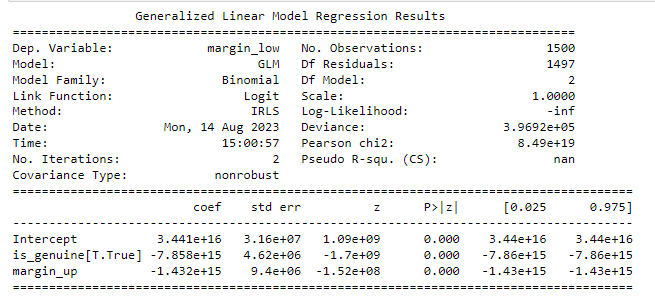 Generalized Linear Model Regression Results
==============================================================================
Dep. Variable: margin_low No. Observations: 1500
Model: GLM Df Residuals: 1497
Model Family: Binomial Df Model: 2
Link Function: Logit Scale: 1.0000
Method: IRLS Log-Likelihood: -inf
Date: Mon, 14 Aug 2023 Deviance: 3.9692e+05
Time: 15:00:57 Pearson chi2: 8.49e+19
No. Iterations: 2 Pseudo R-squ. (CS): nan
Covariance Type: nonrobust
======================================================================================
coef std err z P>|z| [0.025 0.975]
--------------------------------------------------------------------------------------
Intercept 3.441e+16 3.16e+07 1.09e+09 0.000 3.44e+16 3.44e+16
is_genuine[T.True] -7.858e+15 4.62e+06 -1.7e+09 0.000 -7.86e+15 -7.86e+15
margin_up -1.432e+15 9.4e+06 -1.52e+08 0.000 -1.43e+15 -1.43e+15
======================================================================================